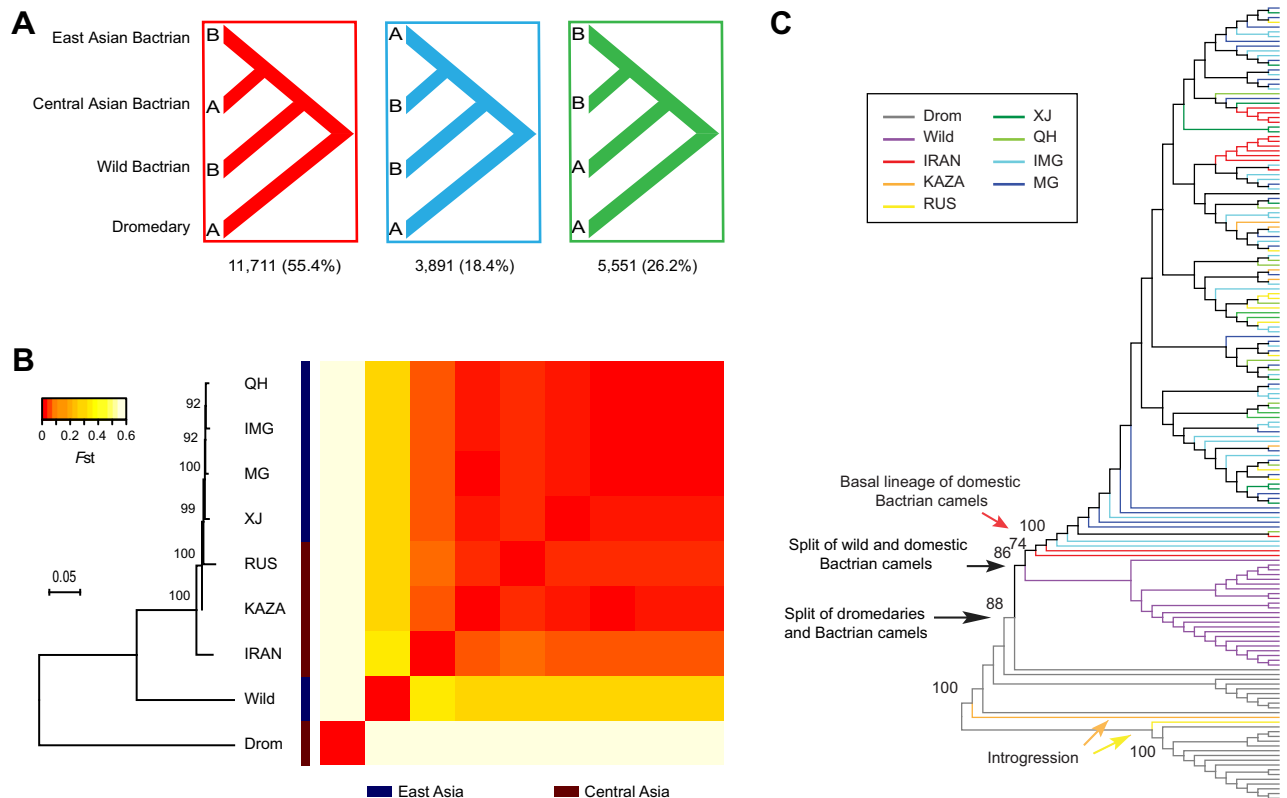 A
East Asian Bactrian
Central Asian Bactrian
Wild Bactrian
Dromedary
B
A
B
A
11,711 (55.4%)
A
B
B
A
3,891 (18.4%)
B
B
A
A
5,551 (26.2%)
B
0 0.2 0.4 0.6
Fst
0.05
92
92
100
99
100
100
QH
IMG
MG
XJ
RUS
KAZA
IRAN
Wild
Drom
East Asia
Central Asia
C
Drom
Wild
IRAN
KAZA
RUS
XJ
QH
IMG
MG
Basal lineage of domestic
Bactrian camels
100
74
86
Split of wild and domestic
Bactrian camels
88
Split of dromedaries
and Bactrian camels
100
Introgression
100